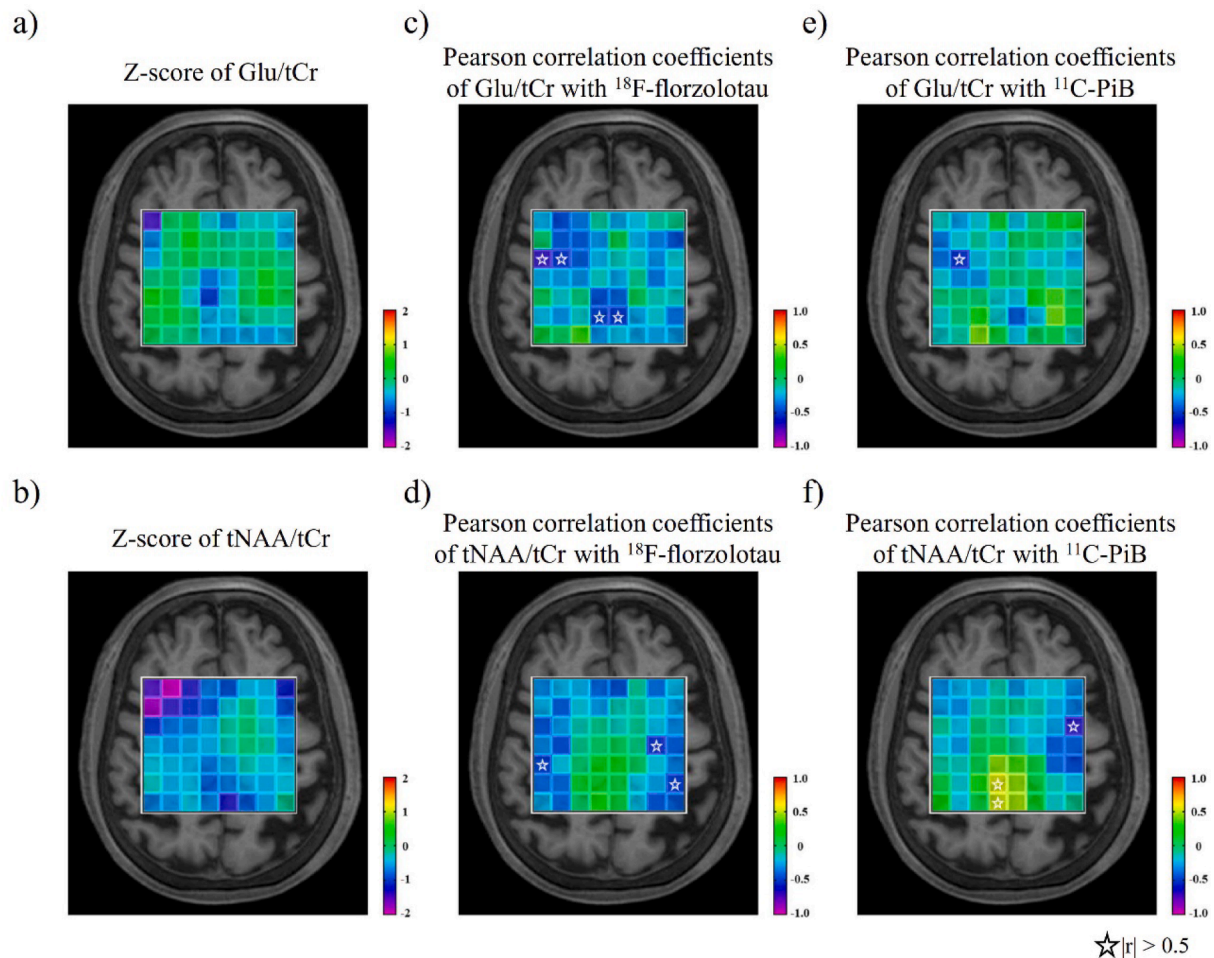 a)
Z-score of Glu/tCr
2
1
0
-1
-2
c)
Pearson correlation coefficients
of Glu/tCr with ¹⁸F-florzolotau
1.0
0.5
0
-0.5
-1.0
e)
Pearson correlation coefficients
of Glu/tCr with ¹¹C-PiB
1.0
0.5
0
-0.5
-1.0
b)
Z-score of tNAA/tCr
2
1
0
-1
-2
d)
Pearson correlation coefficients
of tNAA/tCr with ¹⁸F-florzolotau
1.0
0.5
0
-0.5
-1.0
f)
Pearson correlation coefficients
of tNAA/tCr with ¹¹C-PiB
1.0
0.5
0
-0.5
-1.0
☆|r| > 0.5